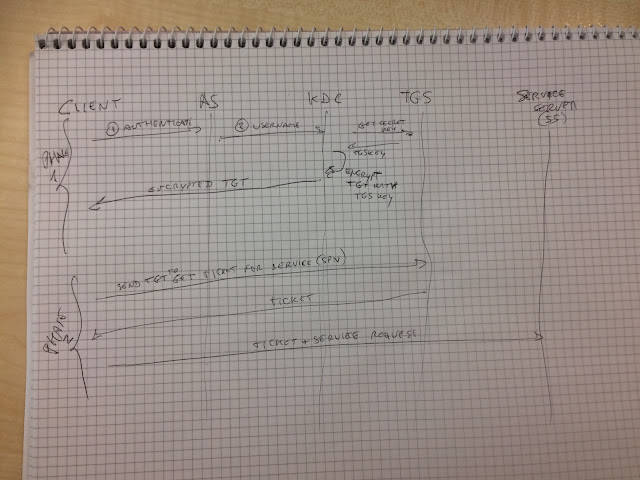 CLIENT AS KDC TGS SERVICE
SERVER
(SS)
PHASE
1
① AUTHENTICATE ② USERNAME GET SECRET
KEY
TGS KEY
ENCRYPT
TGT WITH
TGS KEY
ENCRYPTED TGT
PHASE
2
SEND TGT TO GET TICKET FOR SERVICE (SPN)
TICKET
TICKET + SERVICE REQUEST